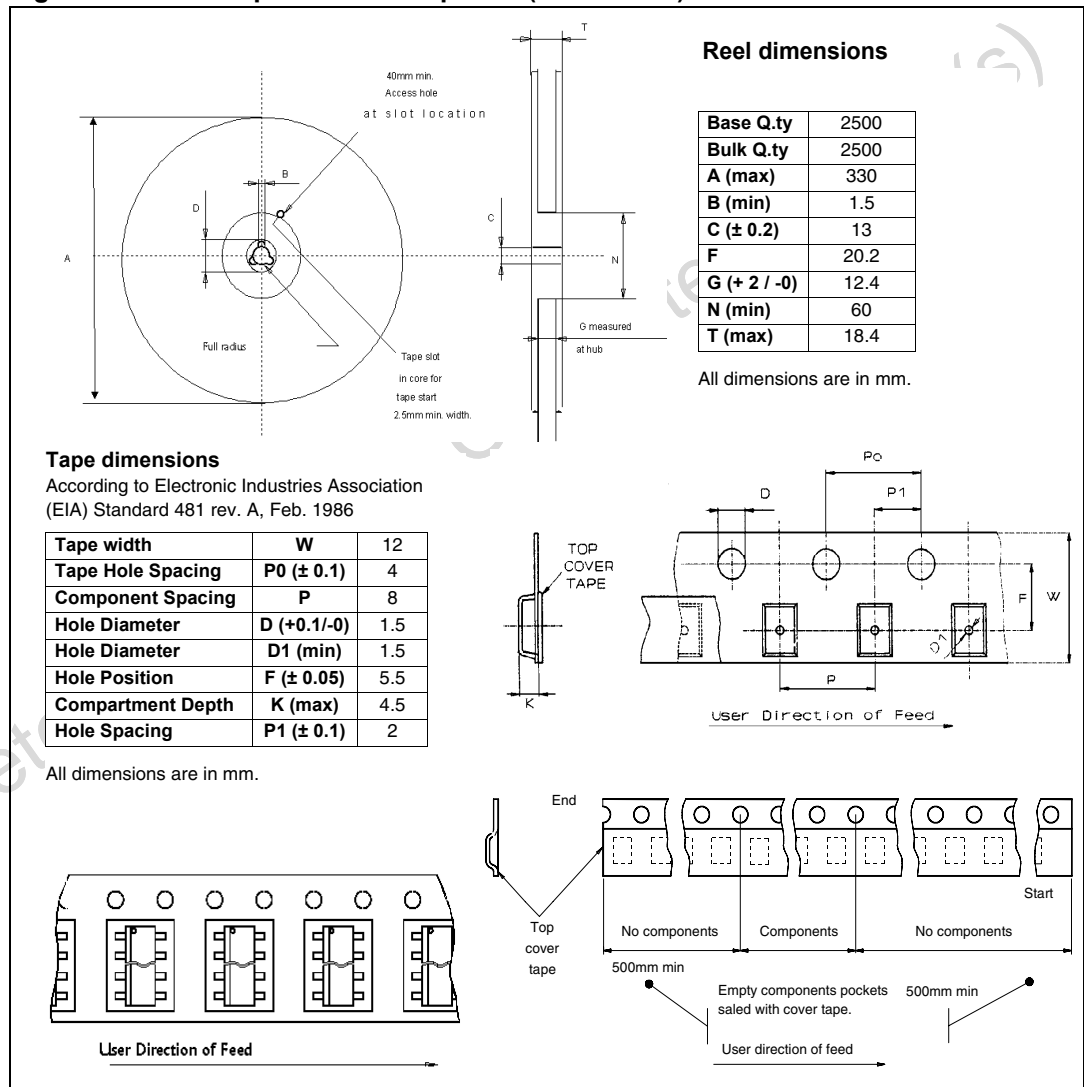 T
Reel dimensions
40mm min.
Access hole
at slot location
B
D
C
A
N
G measured
at hub
Full radius
Tape slot
in core for
tape start
2.5mm min. width.
Base Q.ty 2500
Bulk Q.ty 2500
A (max) 330
B (min) 1.5
C (± 0.2) 13
F 20.2
G (+ 2 / -0) 12.4
N (min) 60
T (max) 18.4
All dimensions are in mm.
Tape dimensions
According to Electronic Industries Association
(EIA) Standard 481 rev. A, Feb. 1986
Tape width W 12
Tape Hole Spacing P0 (± 0.1) 4
Component Spacing P 8
Hole Diameter D (+0.1/-0) 1.5
Hole Diameter D1 (min) 1.5
Hole Position F (± 0.05) 5.5
Compartment Depth K (max) 4.5
Hole Spacing P1 (± 0.1) 2
All dimensions are in mm.
Po
D
P1
TOP
COVER
TAPE
F
W
D1
P
K
User Direction of Feed
End
Start
Top
cover
tape
No components
Components
No components
500mm min
Empty components pockets
saled with cover tape.
500mm min
User direction of feed
User Direction of Feed